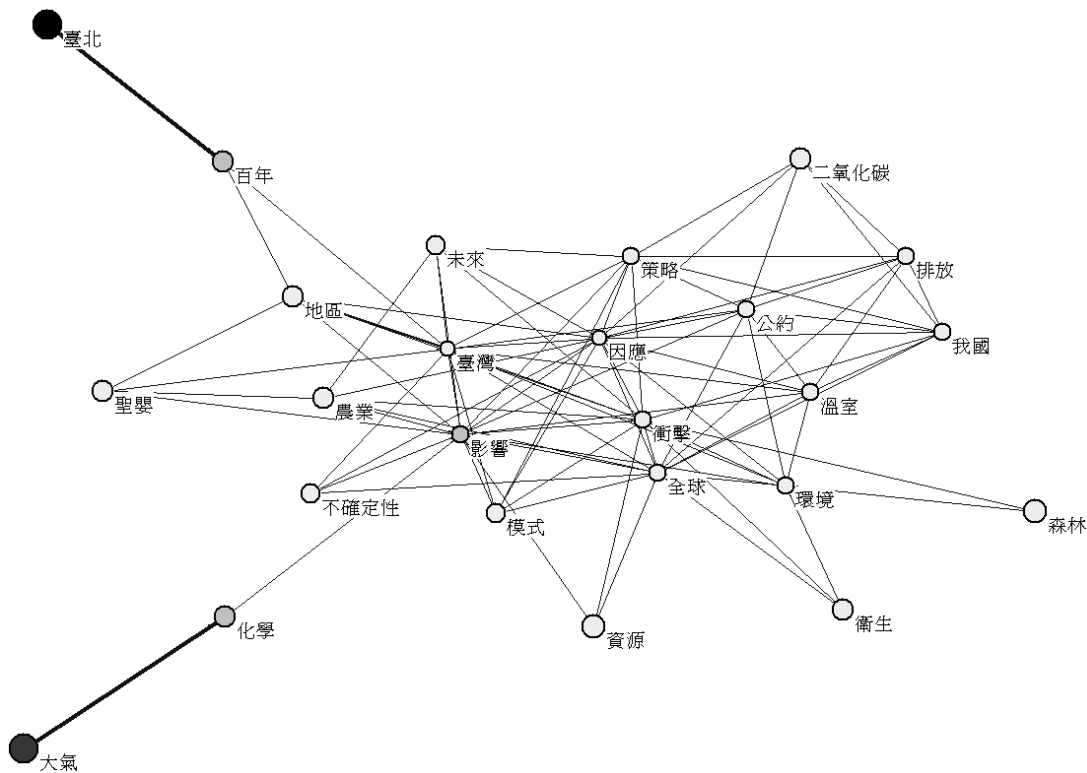 臺北
百年
二氧化碳
未來
策略
排放
地區
公約
我國
臺灣
因應
聖嬰
農業
溫室
影響
衝擊
不確定性
全球
環境
模式
森林
化學
資源
衛生
大氣